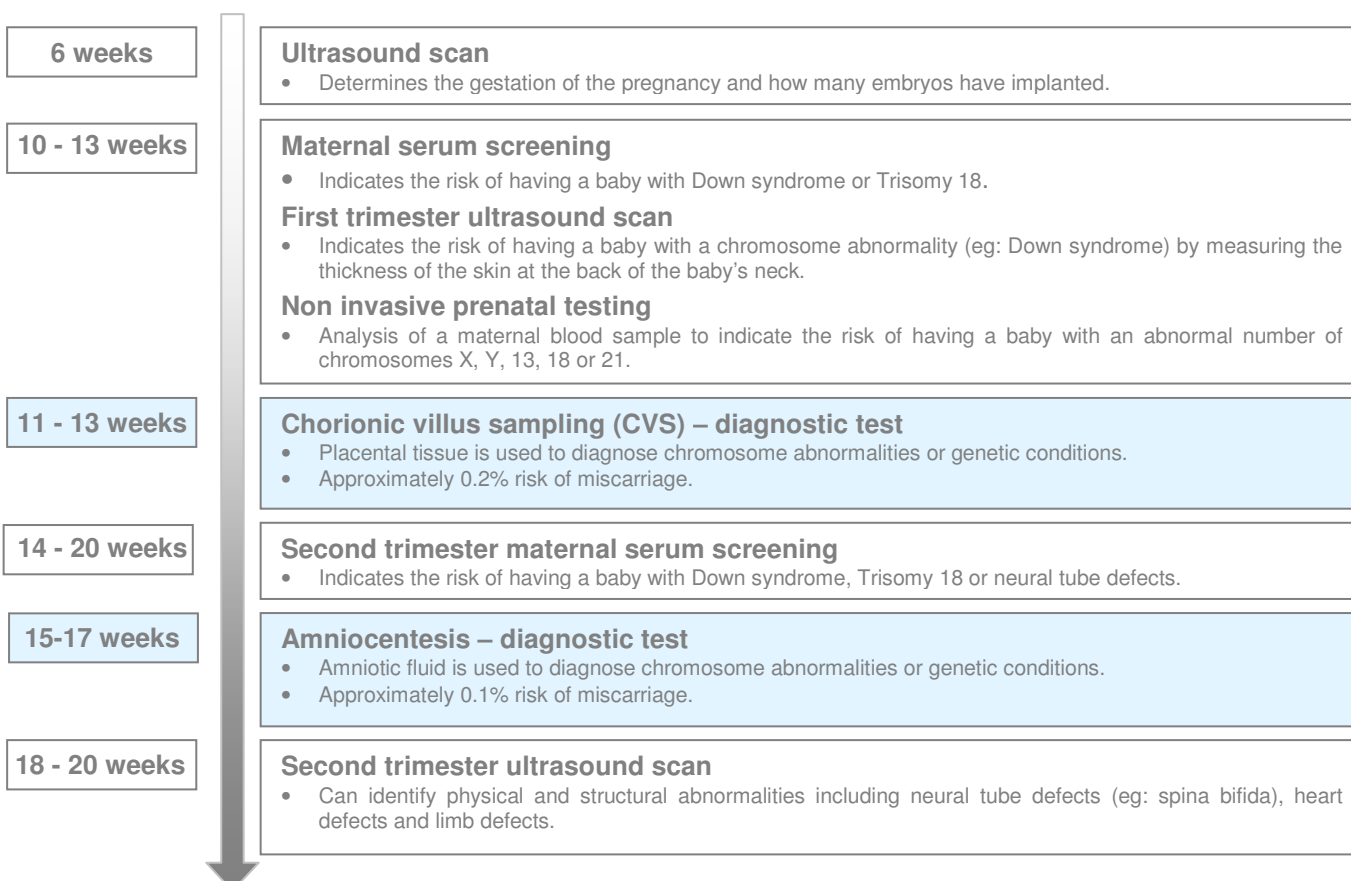 6 weeks
Ultrasound scan
• Determines the gestation of the pregnancy and how many embryos have implanted.
10 - 13 weeks
Maternal serum screening
• Indicates the risk of having a baby with Down syndrome or Trisomy 18.
First trimester ultrasound scan
• Indicates the risk of having a baby with a chromosome abnormality (eg: Down syndrome) by measuring the
thickness of the skin at the back of the baby's neck.
Non invasive prenatal testing
• Analysis of a maternal blood sample to indicate the risk of having a baby with an abnormal number of
chromosomes X, Y, 13, 18 or 21.
11 - 13 weeks
Chorionic villus sampling (CVS) – diagnostic test
• Placental tissue is used to diagnose chromosome abnormalities or genetic conditions.
• Approximately 0.2% risk of miscarriage.
14 - 20 weeks
Second trimester maternal serum screening
• Indicates the risk of having a baby with Down syndrome, Trisomy 18 or neural tube defects.
15-17 weeks
Amniocentesis – diagnostic test
• Amniotic fluid is used to diagnose chromosome abnormalities or genetic conditions.
• Approximately 0.1% risk of miscarriage.
18 - 20 weeks
Second trimester ultrasound scan
• Can identify physical and structural abnormalities including neural tube defects (eg: spina bifida), heart
defects and limb defects.